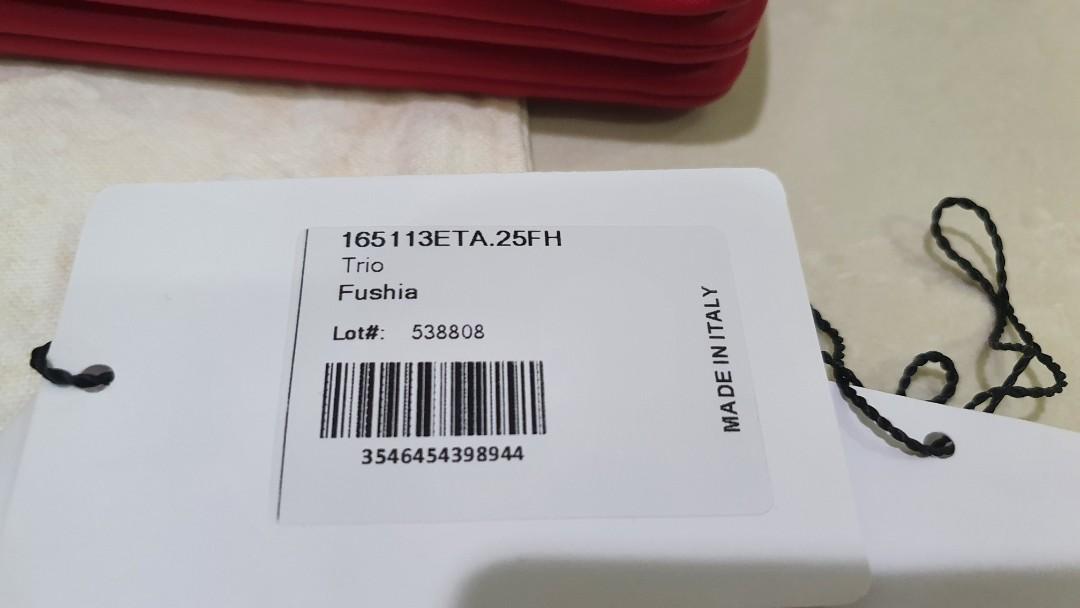 165113ETA.25FH
Trio
Fushia
Lot#: 538808
3546454398944
MADE IN ITALY